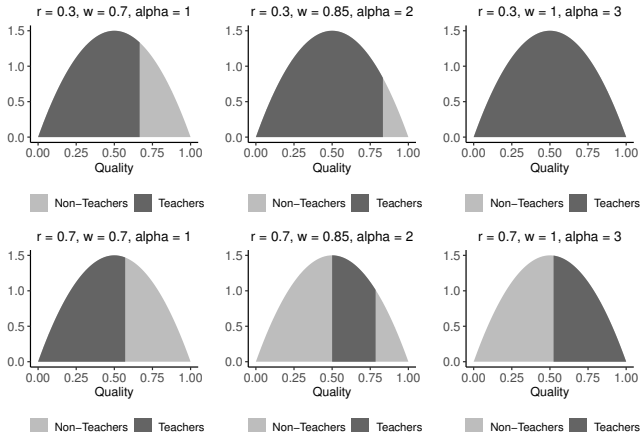 r = 0.3, w = 0.7, alpha = 1
r = 0.3, w = 0.85, alpha = 2
r = 0.3, w = 1, alpha = 3
1.5
1.0
0.5
0.0
0.00 0.25 0.50 0.75 1.00
Quality
Non−Teachers Teachers
1.5
1.0
0.5
0.0
0.00 0.25 0.50 0.75 1.00
Quality
Non−Teachers Teachers
1.5
1.0
0.5
0.0
0.00 0.25 0.50 0.75 1.00
Quality
Non−Teachers Teachers
r = 0.7, w = 0.7, alpha = 1
r = 0.7, w = 0.85, alpha = 2
r = 0.7, w = 1, alpha = 3
1.5
1.0
0.5
0.0
0.00 0.25 0.50 0.75 1.00
Quality
Non−Teachers Teachers
1.5
1.0
0.5
0.0
0.00 0.25 0.50 0.75 1.00
Quality
Non−Teachers Teachers
1.5
1.0
0.5
0.0
0.00 0.25 0.50 0.75 1.00
Quality
Non−Teachers Teachers